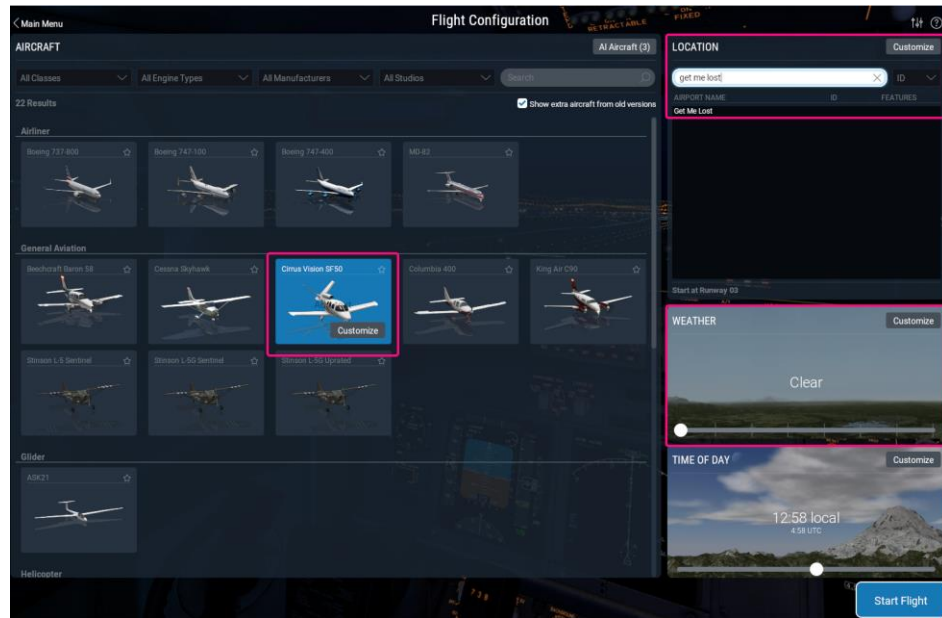 Main Menu
Flight Configuration
RETRACTABLE
FIXED
AIRCRAFT
AI Aircraft (3)
LOCATION
Customize
All Classes
All Engine Types
All Manufacturers
All Studios
Search
get me lost
ID
22 Results
Show extra aircraft from old versions
AIRPORT NAME
ID
FEATURES
Get Me Lost
Airliner
Boeing 737-800
Boeing 747-100
Boeing 747-400
MD-82
General Aviation
Beechcraft Baron 58
Cessna Skyhawk
Cirrus Vision SF50
Columbia 400
King Air C90
Customize
Start at Runway 03
WEATHER
Customize
Clear
Stinson L-5 Sentinel
Stinson L-5G Sentinel
Stinson L-5G Uprated
Glider
ASK21
TIME OF DAY
Customize
12:58 local
4:58 UTC
Helicopter
Start Flight